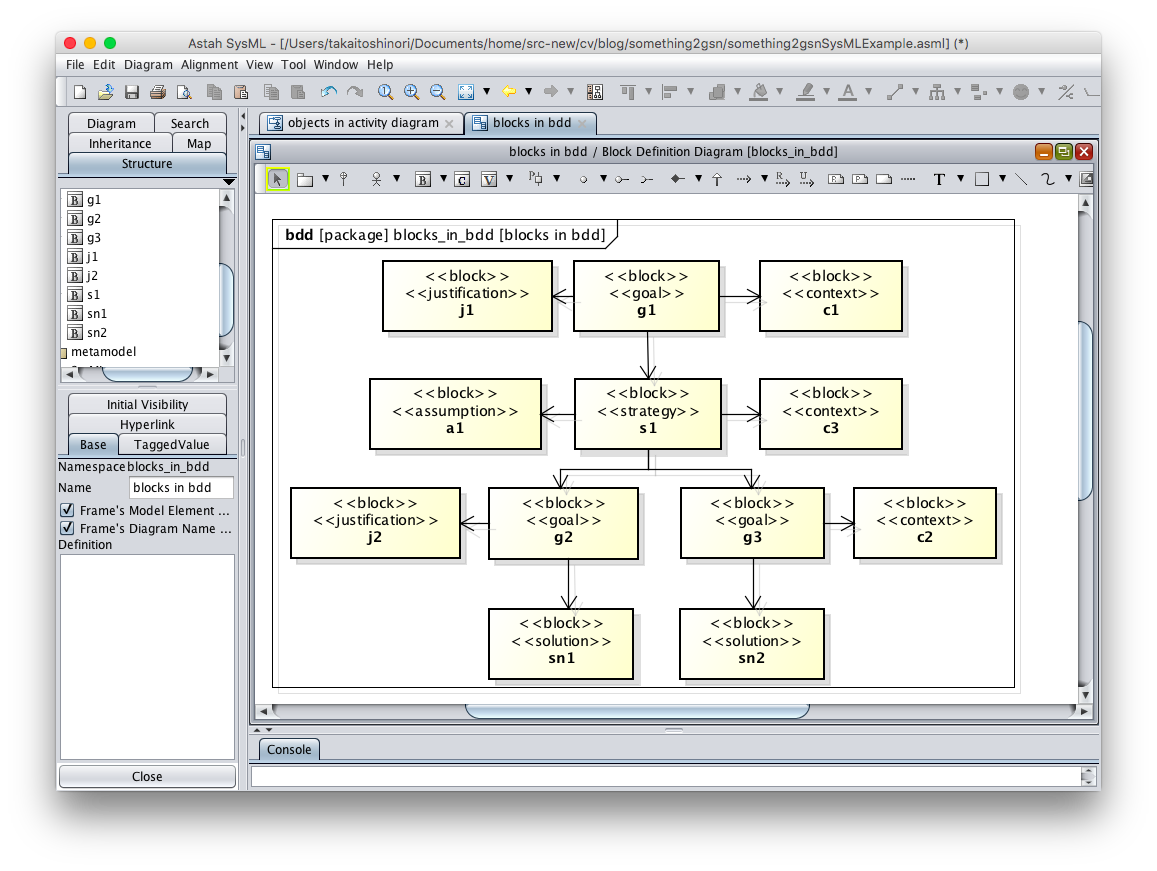 Astah SysML - [/Users/takaitoshinori/Documents/home/src-new/cv/blog/something2gsn/something2gsnSysMLExample.asml] (*)
File Edit Diagram Alignment View Tool Window Help
Diagram Search
Inheritance Map
Structure
g1
g2
g3
j1
j2
s1
sn1
sn2
metamodel
Initial Visibility
Hyperlink
Base TaggedValue
Namespace blocks_in_bdd
Name blocks in bdd
Frame's Model Element ...
Frame's Diagram Name ...
Definition
Close
objects in activity diagram blocks in bdd
blocks in bdd / Block Definition Diagram [blocks_in_bdd]
bdd [package] blocks_in_bdd [blocks in bdd]
<<block>>
<<justification>>
j1
<<block>>
<<goal>>
g1
<<block>>
<<context>>
c1
<<block>>
<<assumption>>
a1
<<block>>
<<strategy>>
s1
<<block>>
<<context>>
c3
<<block>>
<<justification>>
j2
<<block>>
<<goal>>
g2
<<block>>
<<goal>>
g3
<<block>>
<<context>>
c2
<<block>>
<<solution>>
sn1
<<block>>
<<solution>>
sn2
Console